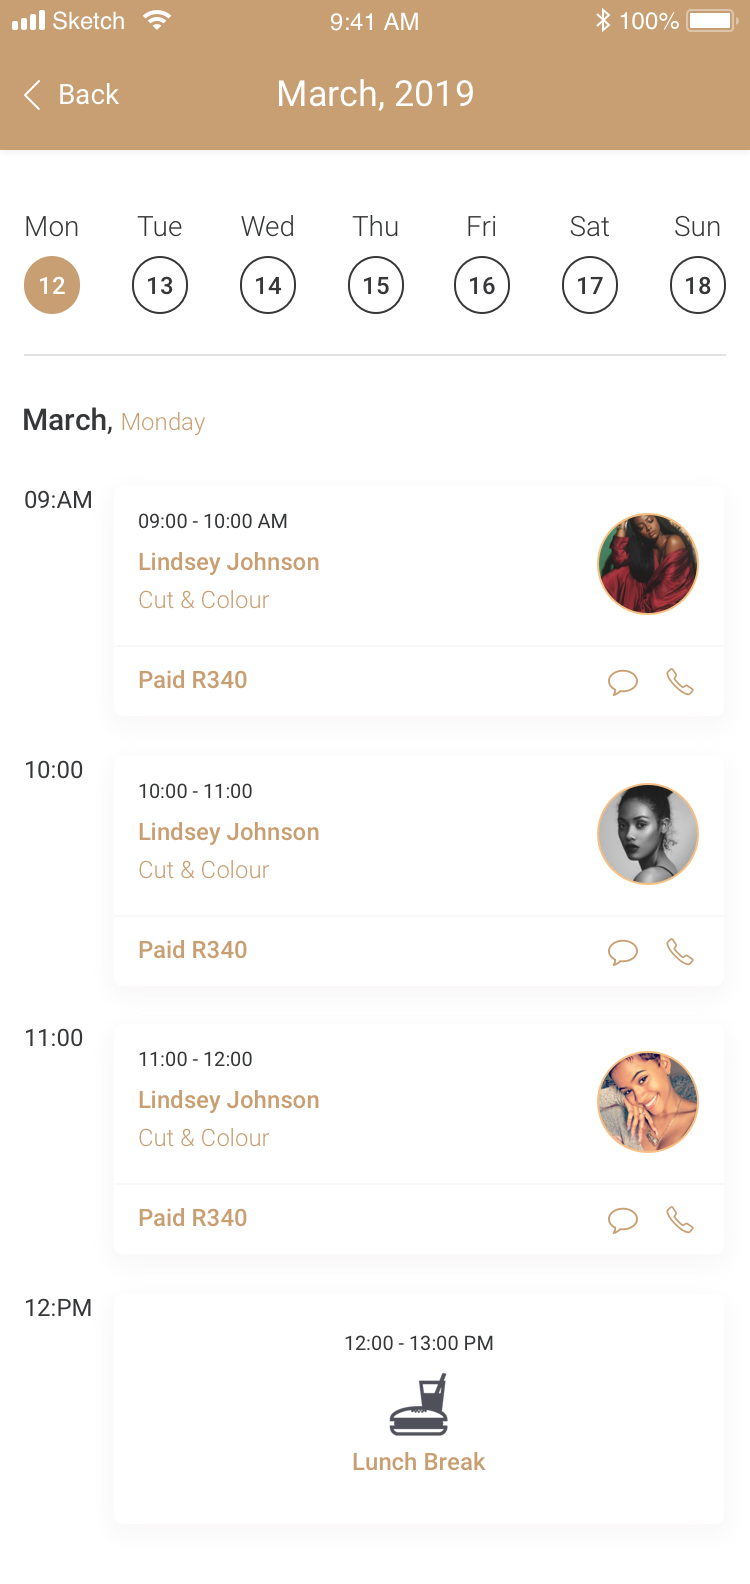 Sketch 9:41 AM 100%
Back March, 2019
Mon Tue Wed Thu Fri Sat Sun
12 13 14 15 16 17 18
March, Monday
09:AM
09:00 - 10:00 AM
Lindsey Johnson
Cut & Colour
Paid R340
10:00
10:00 - 11:00
Lindsey Johnson
Cut & Colour
Paid R340
11:00
11:00 - 12:00
Lindsey Johnson
Cut & Colour
Paid R340
12:PM
12:00 - 13:00 PM
Lunch Break